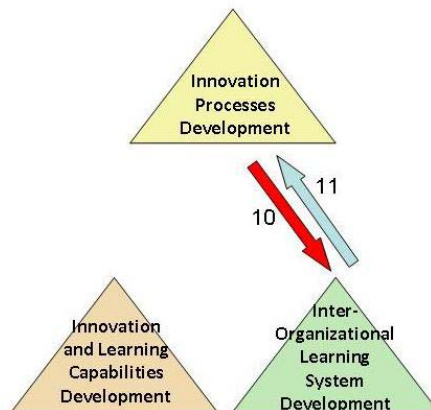 Innovation
Processes
Development
11
10
Innovation
and Learning
Capabilities
Development
Inter-
Organizational
Learning
System
Development